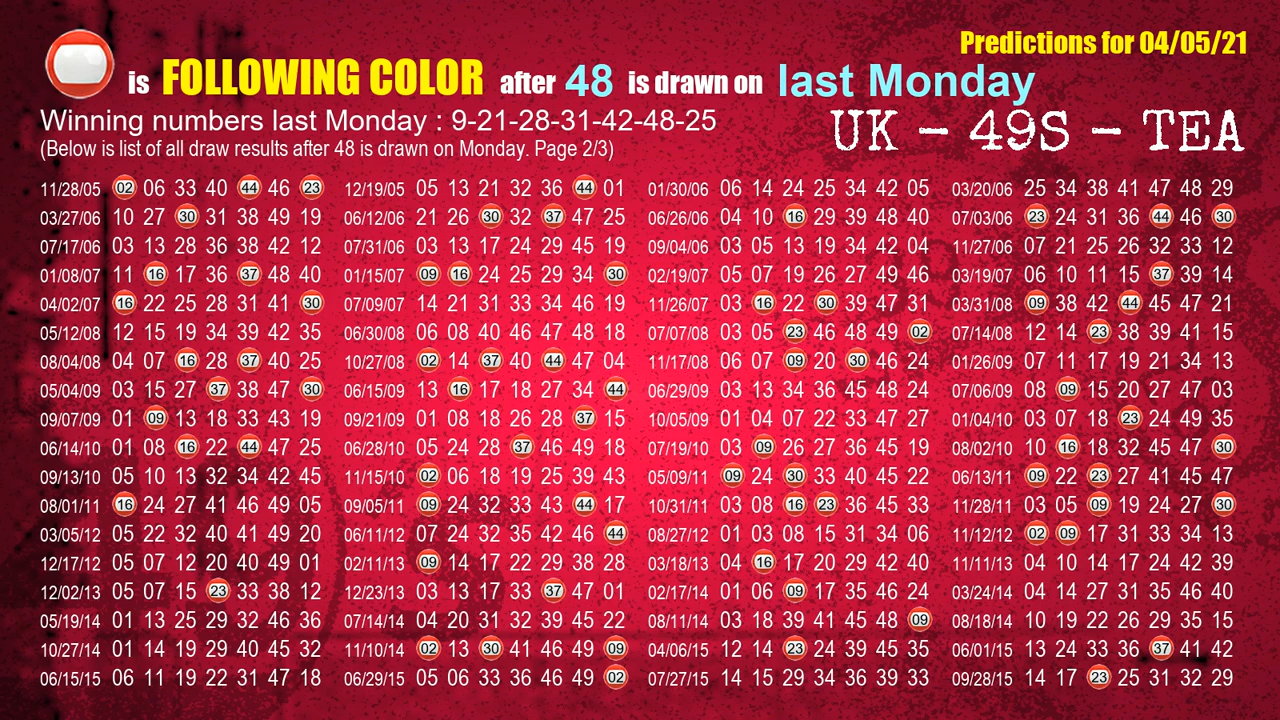 Predictions for 04/05/21
is FOLLOWING COLOR after 48 is drawn on last Monday
Winning numbers last Monday : 9-21-28-31-42-48-25
UK - 49S - TEA
(Below is list of all draw results after 48 is drawn on Monday. Page 2/3)
11/28/05 02 06 33 40 44 46 23 12/19/05 05 13 21 32 36 44 01 01/30/06 06 14 24 25 34 42 05 03/20/06 25 34 38 41 47 48 29
03/27/06 10 27 30 31 38 49 19 06/12/06 21 26 30 32 37 47 25 06/26/06 04 10 16 29 39 48 40 07/03/06 23 24 31 36 44 46 30
07/17/06 03 13 28 36 38 42 12 07/31/06 03 13 17 24 29 45 19 09/04/06 03 05 13 19 34 42 04 11/27/06 07 21 25 26 32 33 12
01/08/07 11 16 17 36 37 48 40 01/15/07 09 16 24 25 29 34 30 02/19/07 05 07 19 26 27 49 46 03/19/07 06 10 11 15 37 39 14
04/02/07 16 22 25 28 31 41 30 07/09/07 14 21 31 33 34 46 19 11/26/07 03 16 22 30 39 47 31 03/31/08 09 38 42 44 45 47 21
05/12/08 12 15 19 34 39 42 35 06/30/08 06 08 40 46 47 48 18 07/07/08 03 05 23 46 48 49 02 07/14/08 12 14 23 38 39 41 15
08/04/08 04 07 16 28 37 40 25 10/27/08 02 14 37 40 44 47 04 11/17/08 06 07 09 20 30 46 24 01/26/09 07 11 17 19 21 34 13
05/04/09 03 15 27 37 38 47 30 06/15/09 13 16 17 18 27 34 44 06/29/09 03 13 34 36 45 48 24 07/06/09 08 09 15 20 27 47 03
09/07/09 01 09 13 18 33 43 19 09/21/09 01 08 18 26 28 37 15 10/05/09 01 04 07 22 33 47 27 01/04/10 03 07 18 23 24 49 35
06/14/10 01 08 16 22 44 47 25 06/28/10 05 24 28 37 46 49 18 07/19/10 03 09 26 27 36 45 19 08/02/10 10 16 18 32 45 47 30
09/13/10 05 10 13 32 34 42 45 11/15/10 02 06 18 19 25 39 43 05/09/11 09 24 30 33 40 45 22 06/13/11 09 22 23 27 41 45 47
08/01/11 16 24 27 41 46 49 05 09/05/11 09 24 32 33 43 44 17 10/31/11 03 08 16 23 36 45 33 11/28/11 03 05 09 19 24 27 30
03/05/12 05 22 32 40 41 49 20 06/11/12 07 24 32 35 42 46 44 08/27/12 01 03 08 15 31 34 06 11/12/12 02 09 17 31 33 34 13
12/17/12 05 07 12 20 40 49 01 02/11/13 09 14 17 22 29 38 28 03/18/13 04 16 17 20 29 42 40 11/11/13 04 10 14 17 24 42 39
12/02/13 05 07 15 23 33 38 12 12/23/13 03 13 17 33 37 47 01 02/17/14 01 06 09 17 35 46 24 03/24/14 04 14 27 31 35 46 40
05/19/14 01 13 25 29 32 46 36 07/14/14 04 20 31 32 39 45 22 08/11/14 03 18 39 41 45 48 09 08/18/14 10 19 22 26 29 35 15
10/27/14 01 14 19 29 40 45 32 11/10/14 02 13 30 41 46 49 09 04/06/15 12 14 23 24 39 45 35 06/01/15 13 24 33 36 37 41 42
06/15/15 06 11 19 22 31 47 18 06/29/15 05 06 33 36 46 49 02 07/27/15 14 15 29 34 36 39 33 09/28/15 14 17 23 25 31 32 29